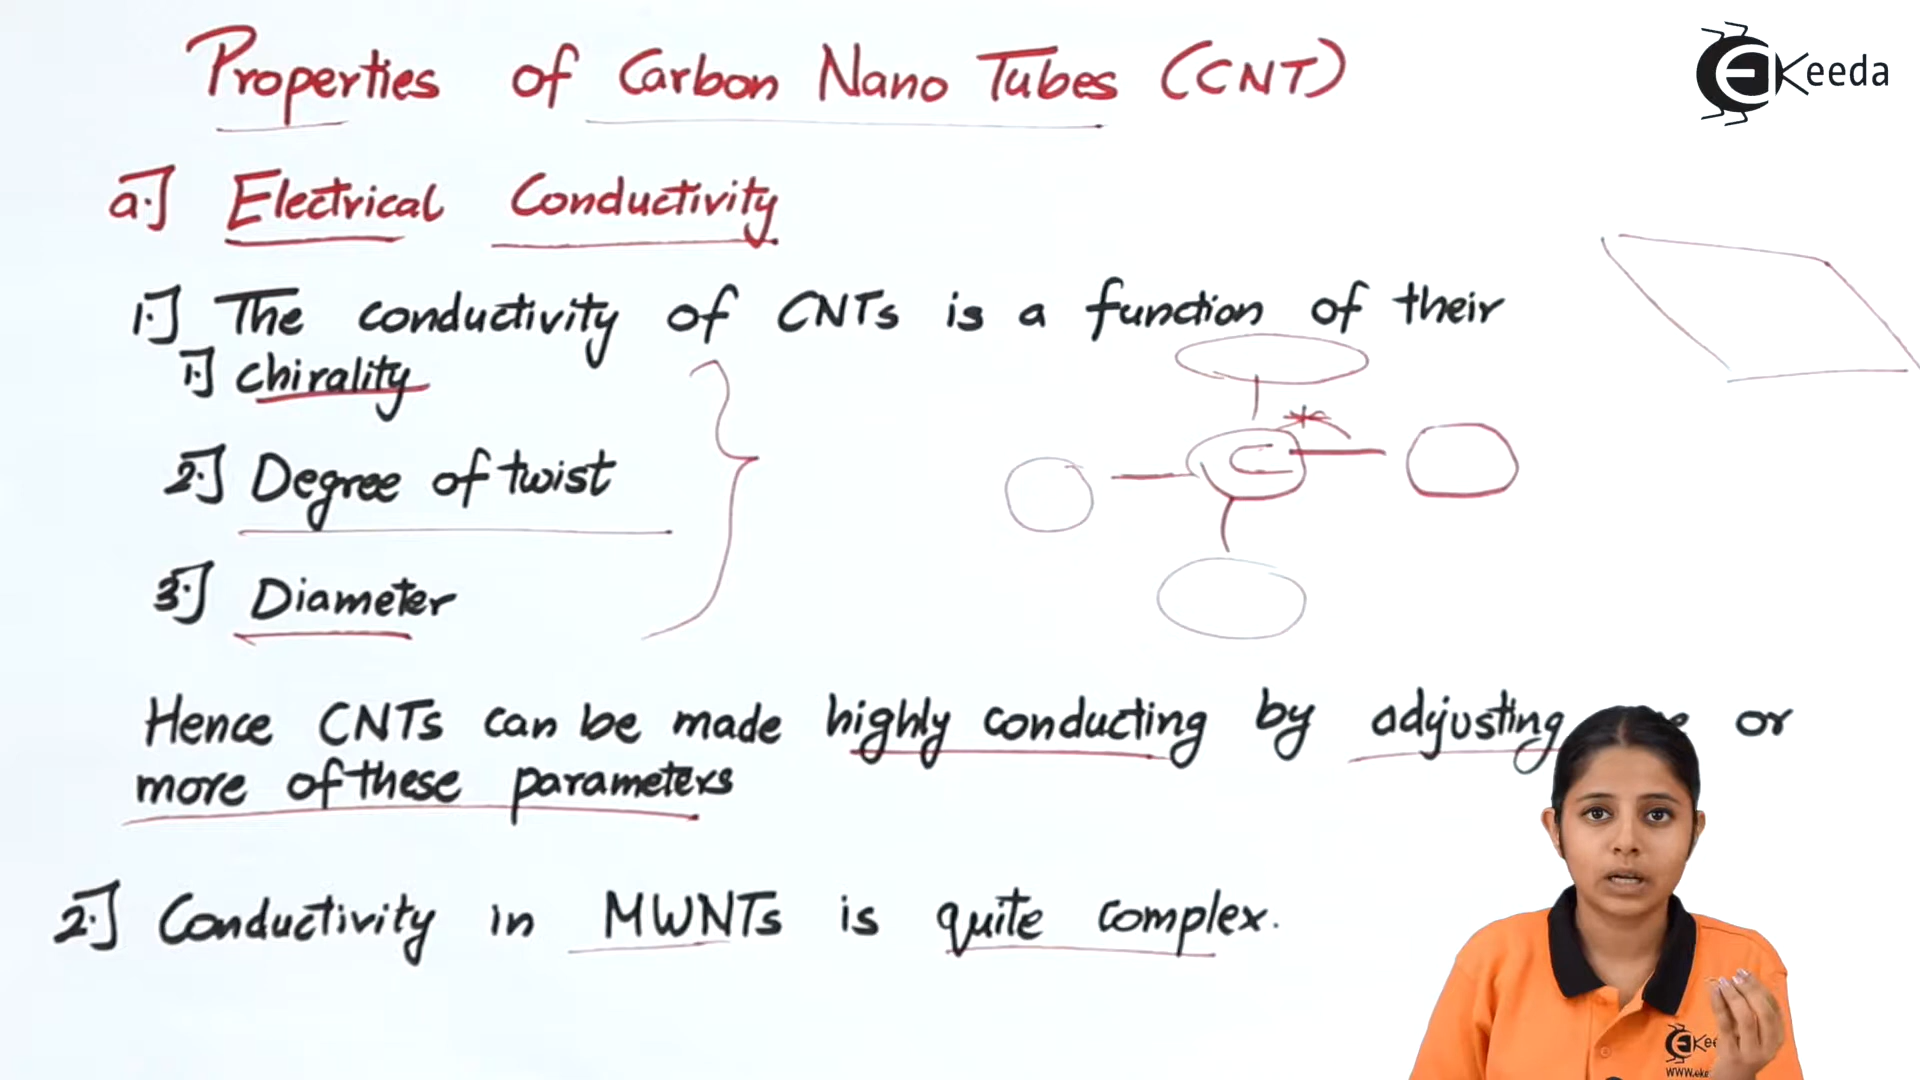 Properties of Carbon Nano Tubes (CNT)
EKeeda
a.] Electrical Conductivity
1.] The conductivity of CNTs is a function of their
1.] Chirality
2.] Degree of twist
C
3.] Diameter
Hence CNTs can be made highly conducting by adjusting or
more of these parameters
2.] Conductivity in MWNTs is quite complex.